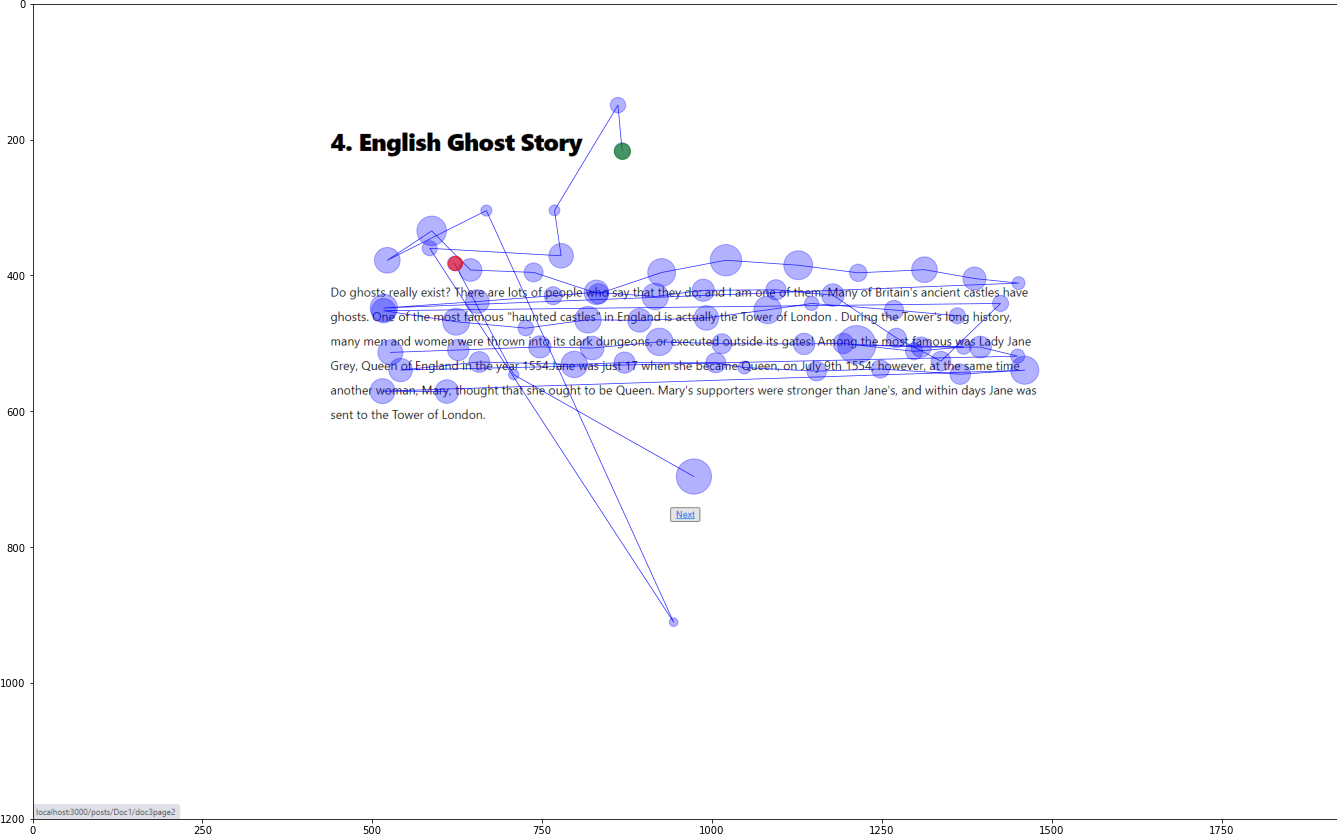 0
200
4. English Ghost Story
400
Do ghosts really exist? There are lots of people who say that they do, and I am one of them. Many of Britain's ancient castles have
ghosts. One of the most famous "haunted castles" in England is actually the Tower of London . During the Tower's long history,
many men and women were thrown into its dark dungeons, or executed outside its gates! Among the most famous was Lady Jane
Grey, Queen of England in the year 1554.Jane was just 17 when she became Queen, on July 9th 1554; however, at the same time
another woman, Mary, thought that she ought to be Queen. Mary's supporters were stronger than Jane's, and within days Jane was
sent to the Tower of London.
600
Next
800
1000
localhost:3000/posts/Doc1/doc3page2
1200
0 250 500 750 1000 1250 1500 1750